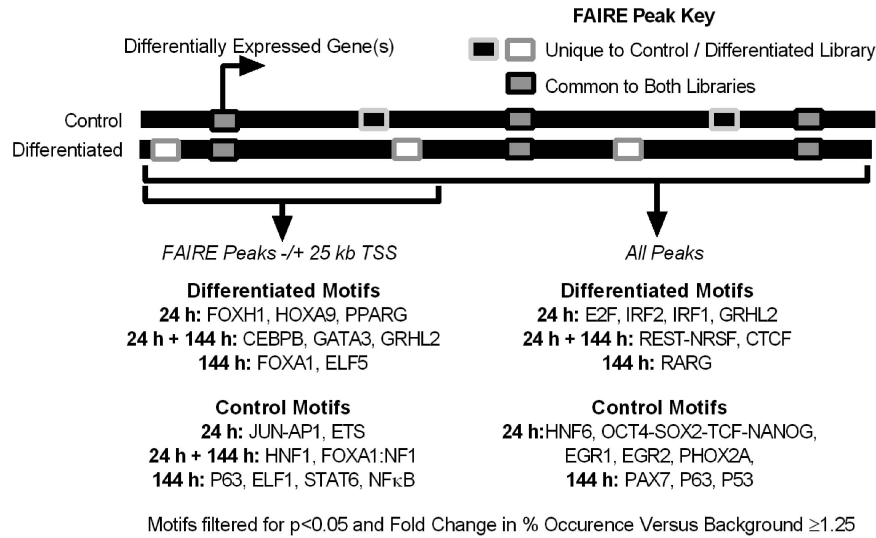 FAIRE Peak Key
Differentially Expressed Gene(s)
Unique to Control / Differentiated Library
Common to Both Libraries
Control
Differentiated
FAIRE Peaks -/+ 25 kb TSS
All Peaks
Differentiated Motifs
24 h: FOXH1, HOXA9, PPARG
24 h + 144 h: CEBPB, GATA3, GRHL2
144 h: FOXA1, ELF5
Differentiated Motifs
24 h: E2F, IRF2, IRF1, GRHL2
24 h + 144 h: REST-NRSF, CTCF
144 h: RARG
Control Motifs
24 h: JUN-AP1, ETS
24 h + 144 h: HNF1, FOXA1:NF1
144 h: P63, ELF1, STAT6, NFκB
Control Motifs
24 h:HNF6, OCT4-SOX2-TCF-NANOG,
EGR1, EGR2, PHOX2A,
144 h: PAX7, P63, P53
Motifs filtered for p<0.05 and Fold Change in % Occurence Versus Background ≥1.25